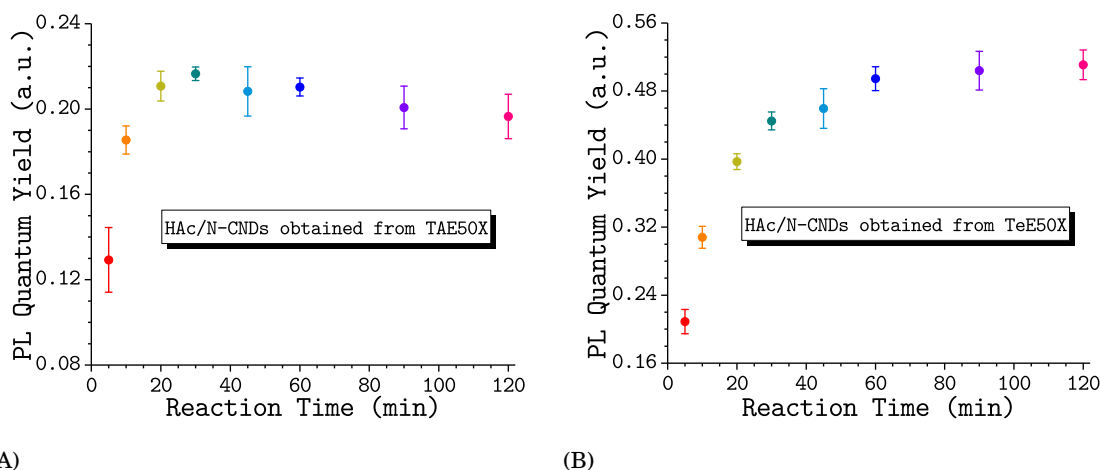 0.24
0.20
0.16
0.12
0.08
PL Quantum Yield (a.u.)
HAc/N-CNDs obtained from TAE50X
0 20 40 60 80 100 120
Reaction Time (min)
A)
0.56
0.48
0.40
0.32
0.24
0.16
PL Quantum Yield (a.u.)
HAc/N-CNDs obtained from TeE50X
0 20 40 60 80 100 120
Reaction Time (min)
(B)